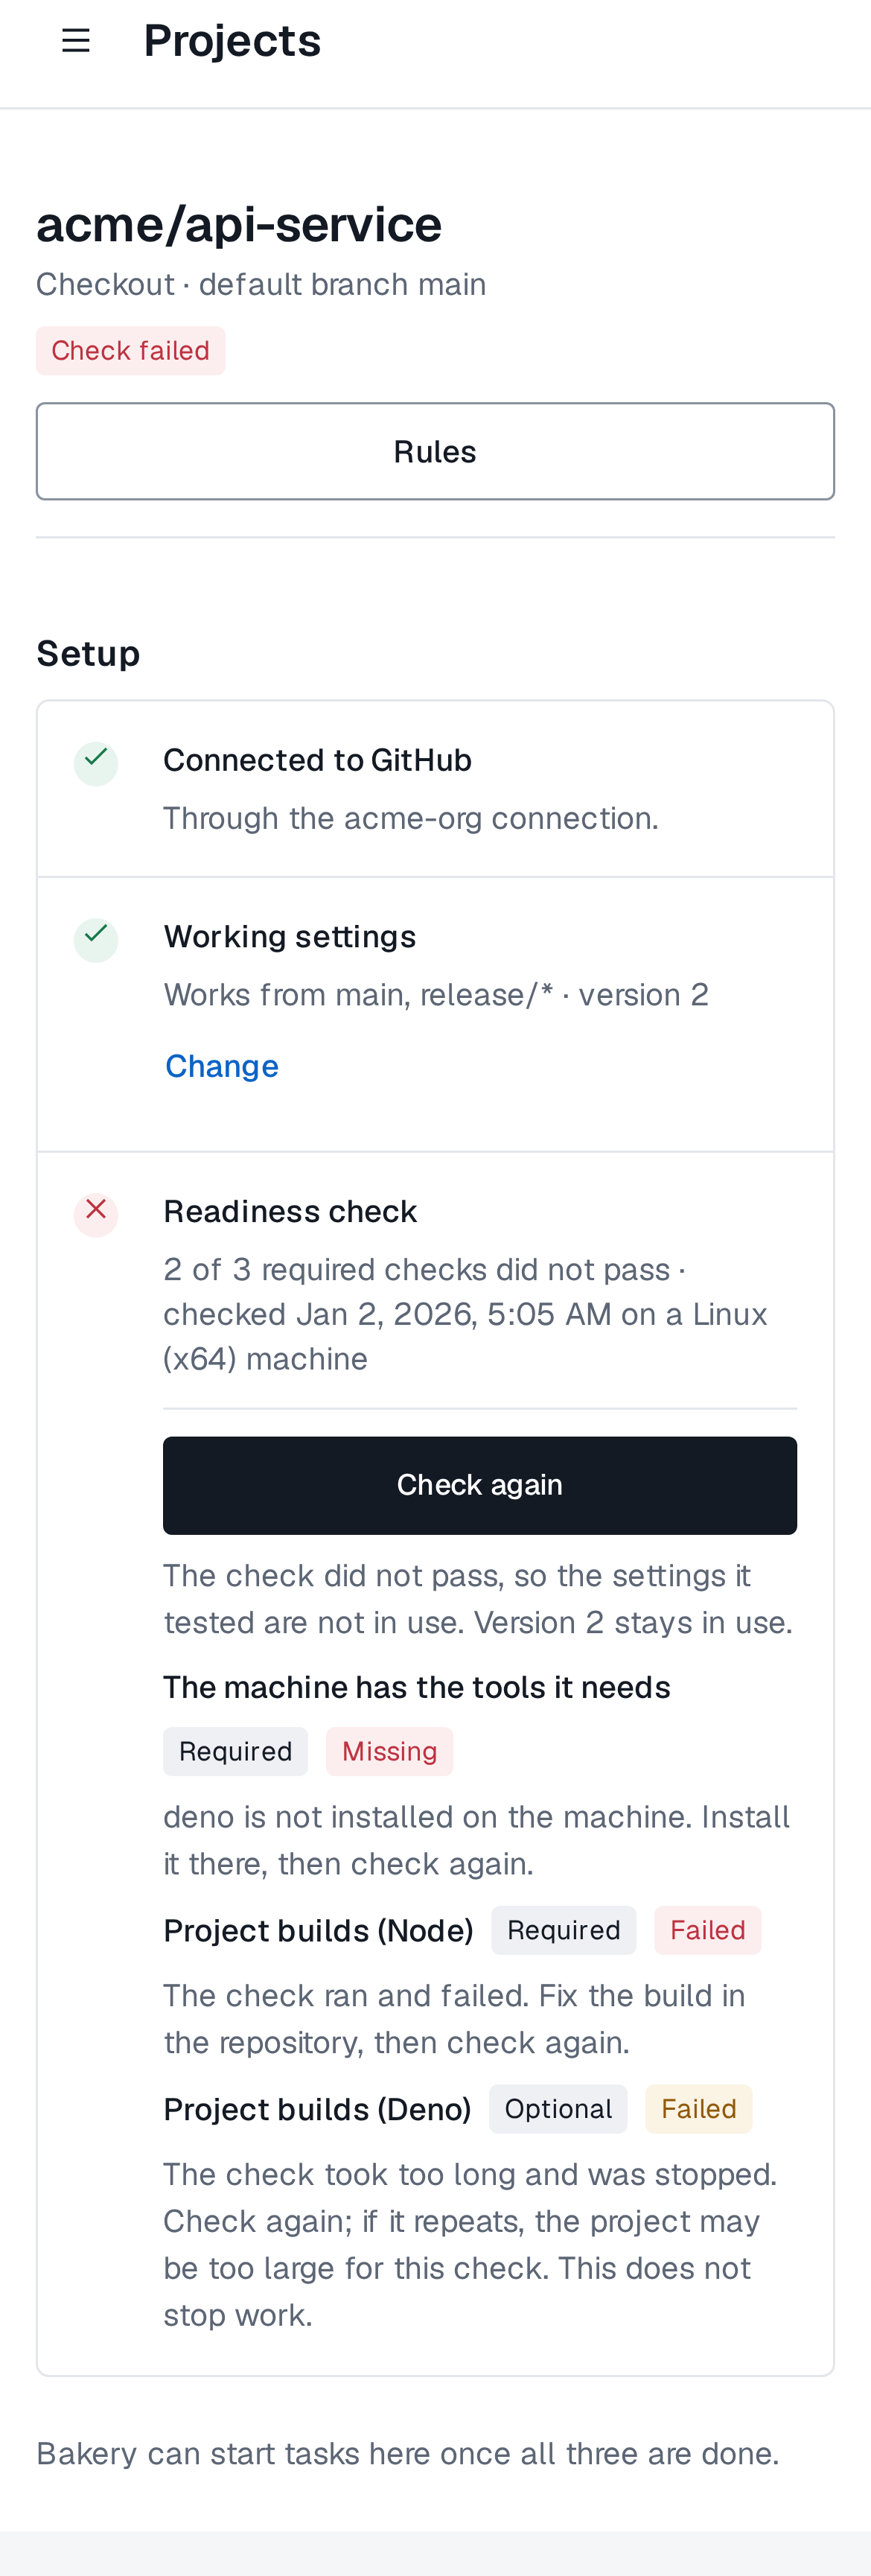 Projects
acme/api-service
Checkout · default branch main
Check failed
Rules
Setup
Connected to GitHub
Through the acme-org connection.
Working settings
Works from main, release/* · version 2
Change
Readiness check
2 of 3 required checks did not pass ·
checked Jan 2, 2026, 5:05 AM on a Linux
(x64) machine
Check again
The check did not pass, so the settings it
tested are not in use. Version 2 stays in use.
The machine has the tools it needs
Required Missing
deno is not installed on the machine. Install
it there, then check again.
Project builds (Node) Required Failed
The check ran and failed. Fix the build in
the repository, then check again.
Project builds (Deno) Optional Failed
The check took too long and was stopped.
Check again; if it repeats, the project may
be too large for this check. This does not
stop work.
Bakery can start tasks here once all three are done.